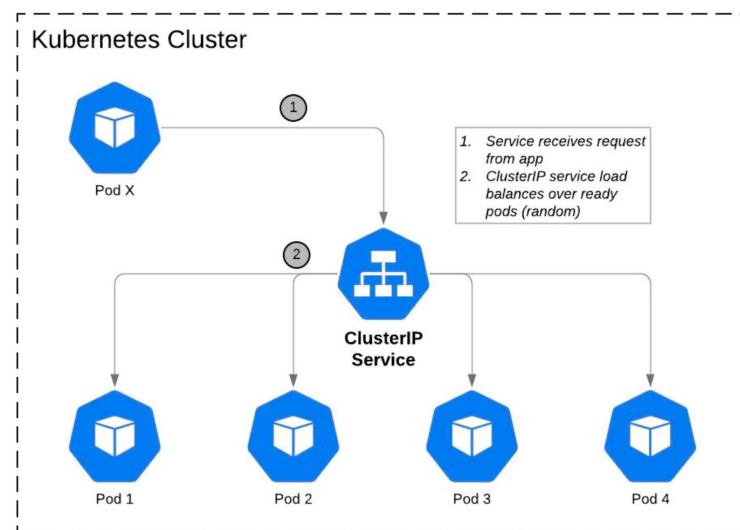 Kubernetes Cluster
1
Pod X
1. Service receives request
from app
2. ClusterIP service load
balances over ready
pods (random)
2
ClusterIP
Service
Pod 1
Pod 2
Pod 3
Pod 4